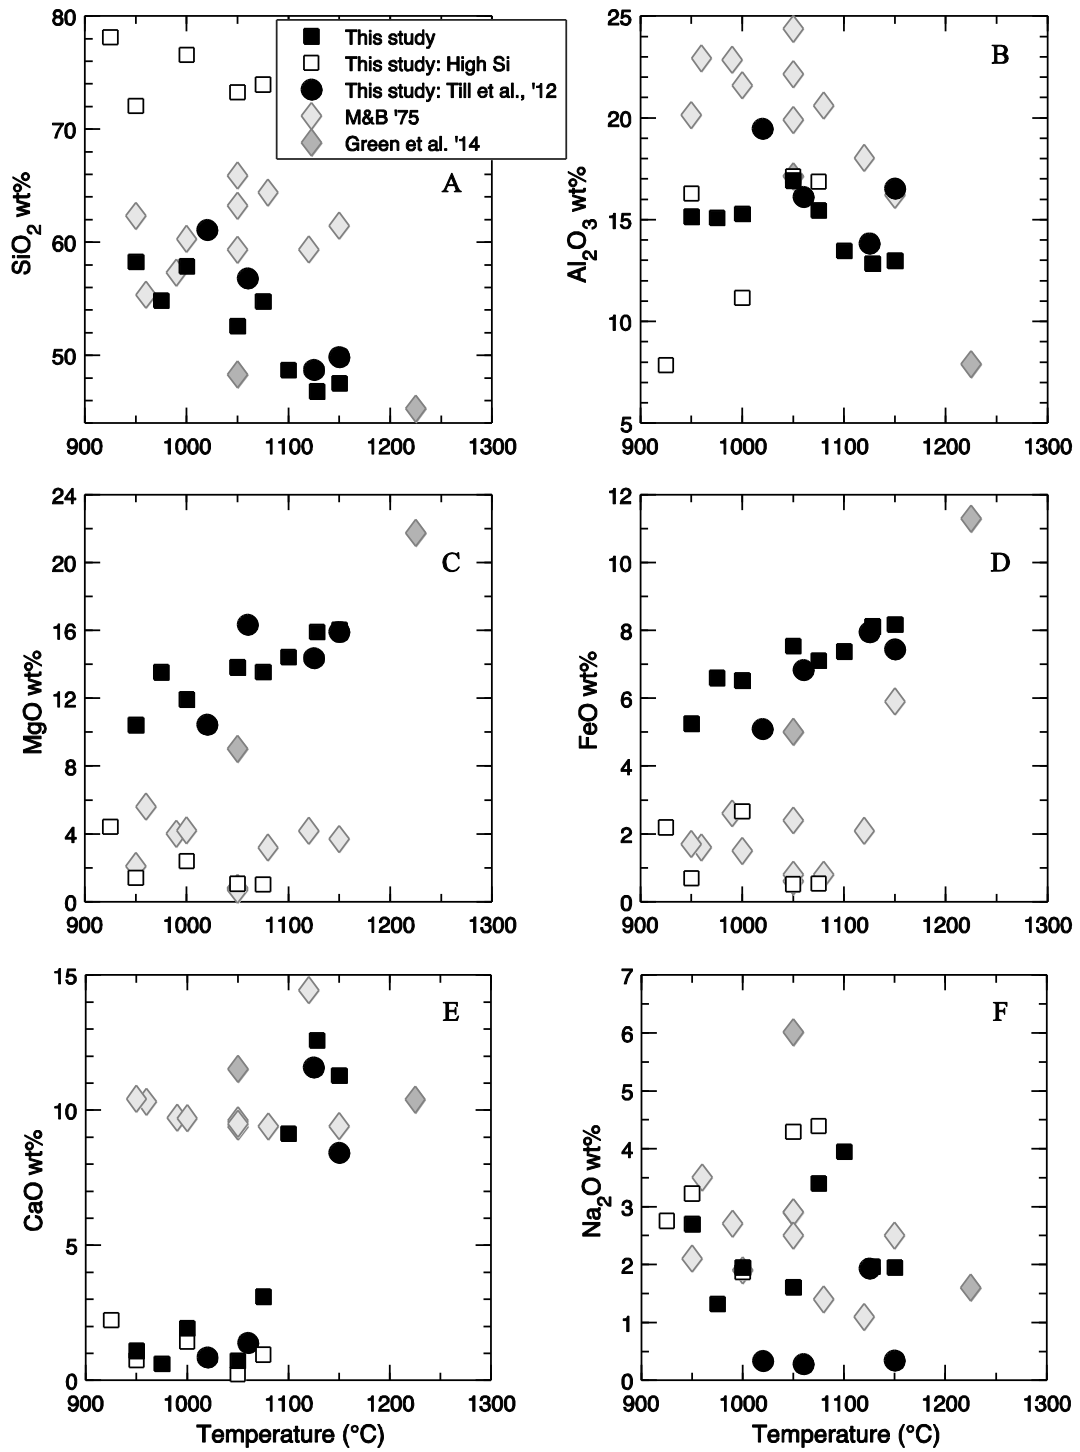 80
70
60
50
SiO2 wt%
This study
This study: High Si
This study: Till et al., '12
M&B '75
Green et al. '14
A
900 1000 1100 1200 1300
25
20
15
10
5
Al2O3 wt%
B
900 1000 1100 1200 1300
24
20
16
12
8
4
0
MgO wt%
C
900 1000 1100 1200 1300
12
10
8
6
4
2
0
FeO wt%
D
900 1000 1100 1200 1300
15
10
5
0
CaO wt%
E
900 1000 1100 1200 1300
Temperature (°C)
7
6
5
4
3
2
1
0
Na2O wt%
F
900 1000 1100 1200 1300
Temperature (°C)